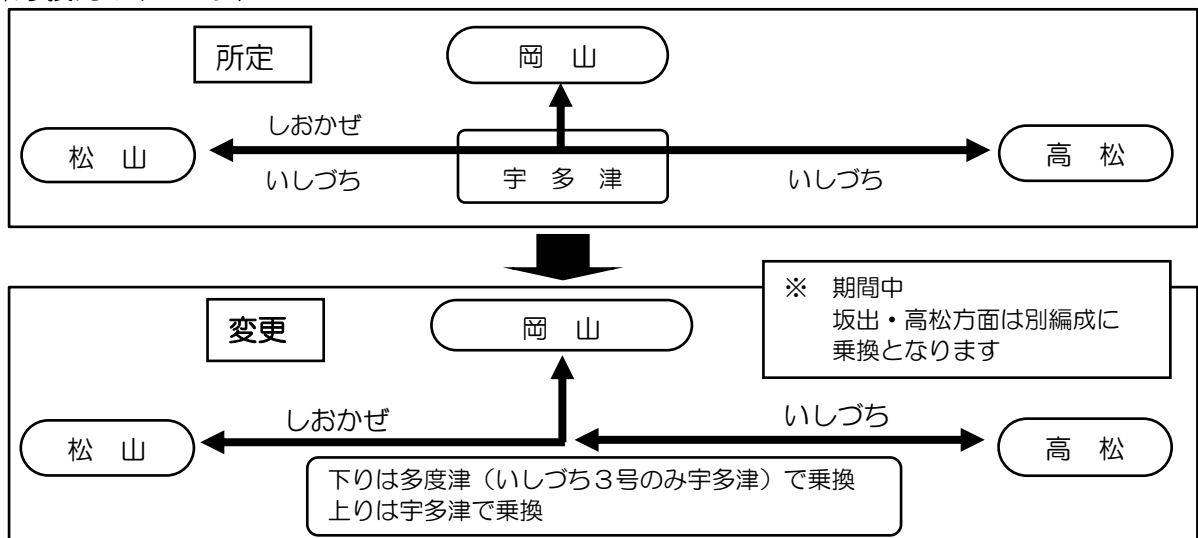 所定
岡 山
しおかぜ
松 山
高 松
いしづち
宇 多 津
いしづち
※ 期間中
坂出・高松方面は別編成に
乗換となります
変更
岡 山
しおかぜ
いしづち
松 山
高 松
下りは多度津（いしづち３号のみ宇多津）で乗換
上りは宇多津で乗換